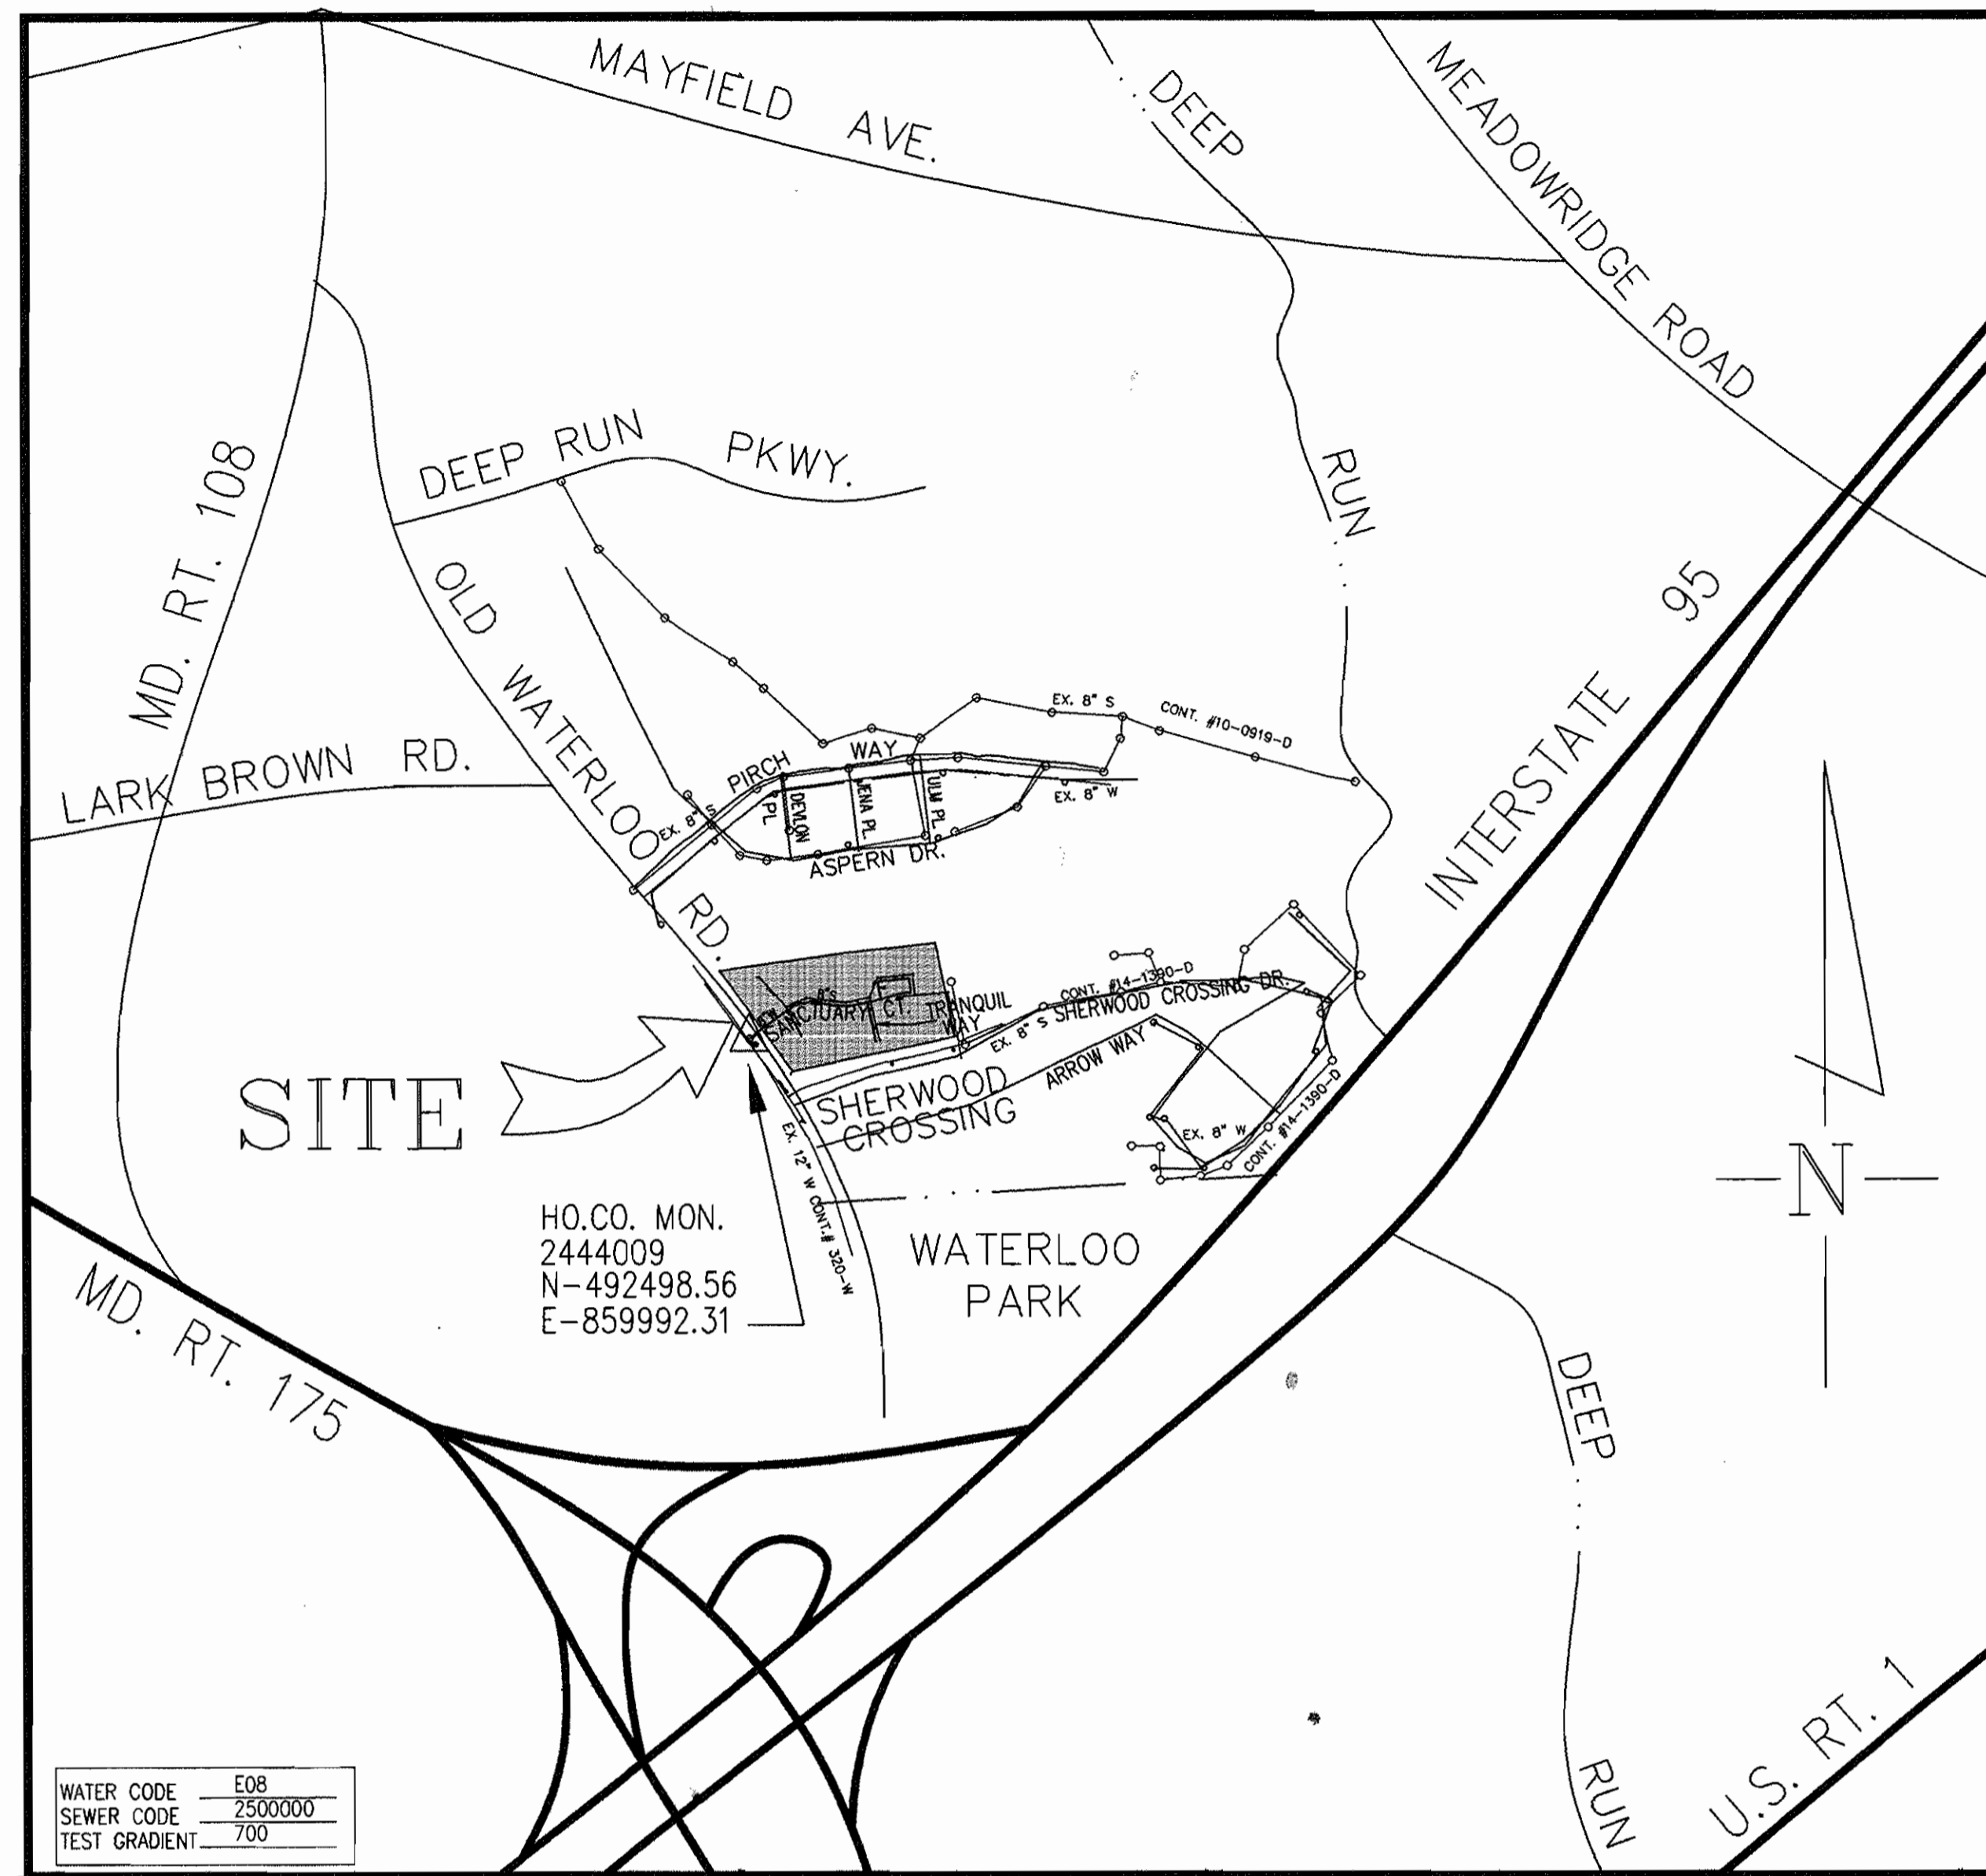 MAYFIELD AVE.
DEEP
RUN
MEADOWRIDGE ROAD
MD. RT. 108
DEEP RUN PKWY.
OLD WATERLOO RD.
INTERSTATE 95
LARK BROWN RD.
EX. 8" S
CONT. #10-0919-D
PIRCH WAY
EX. 8" S
DEVLON
PL
JENA PL.
ULM PL
EX. 8" W
ASPERN DR.
8"S
SANCTUARY CT.
TRANQUIL
WAY
CONT. #14-1390-D
EX. 8" S
SHERWOOD CROSSING DR.
ARROW WAY
SHERWOOD
CROSSING
SITE
EX. 12" W CONT.# 320-W
EX. 8" W
CONT. #14-1390-D
N
HO.CO. MON.
2444009
N-492498.56
E-859992.31
WATERLOO
PARK
MD. RT. 175
DEEP
RUN
U.S. RT. 1
WATER CODE E08
SEWER CODE 2500000
TEST GRADIENT 700